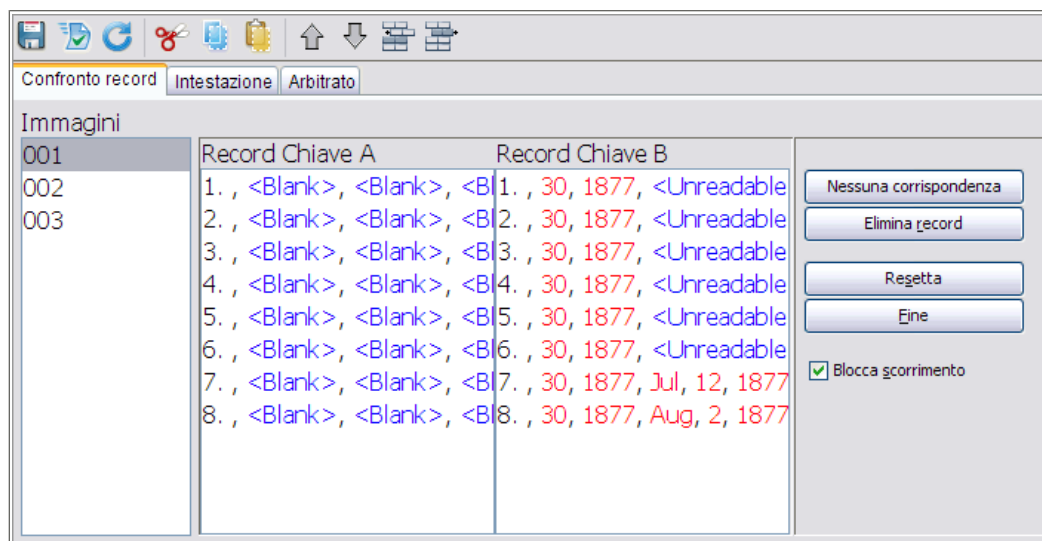 Confronto record Intestazione Arbitrato
Immagini
001
002
003
Record Chiave A
1. , <Blank>, <Blank>, <Bl
2. , <Blank>, <Blank>, <Bl
3. , <Blank>, <Blank>, <Bl
4. , <Blank>, <Blank>, <Bl
5. , <Blank>, <Blank>, <Bl
6. , <Blank>, <Blank>, <Bl
7. , <Blank>, <Blank>, <Bl
8. , <Blank>, <Blank>, <Bl
Record Chiave B
1. , 30, 1877, <Unreadable
2. , 30, 1877, <Unreadable
3. , 30, 1877, <Unreadable
4. , 30, 1877, <Unreadable
5. , 30, 1877, <Unreadable
6. , 30, 1877, <Unreadable
7. , 30, 1877, Jul, 12, 1877
8. , 30, 1877, Aug, 2, 1877
Nessuna corrispondenza
Elimina record
Resetta
Fine
Blocca scorrimento